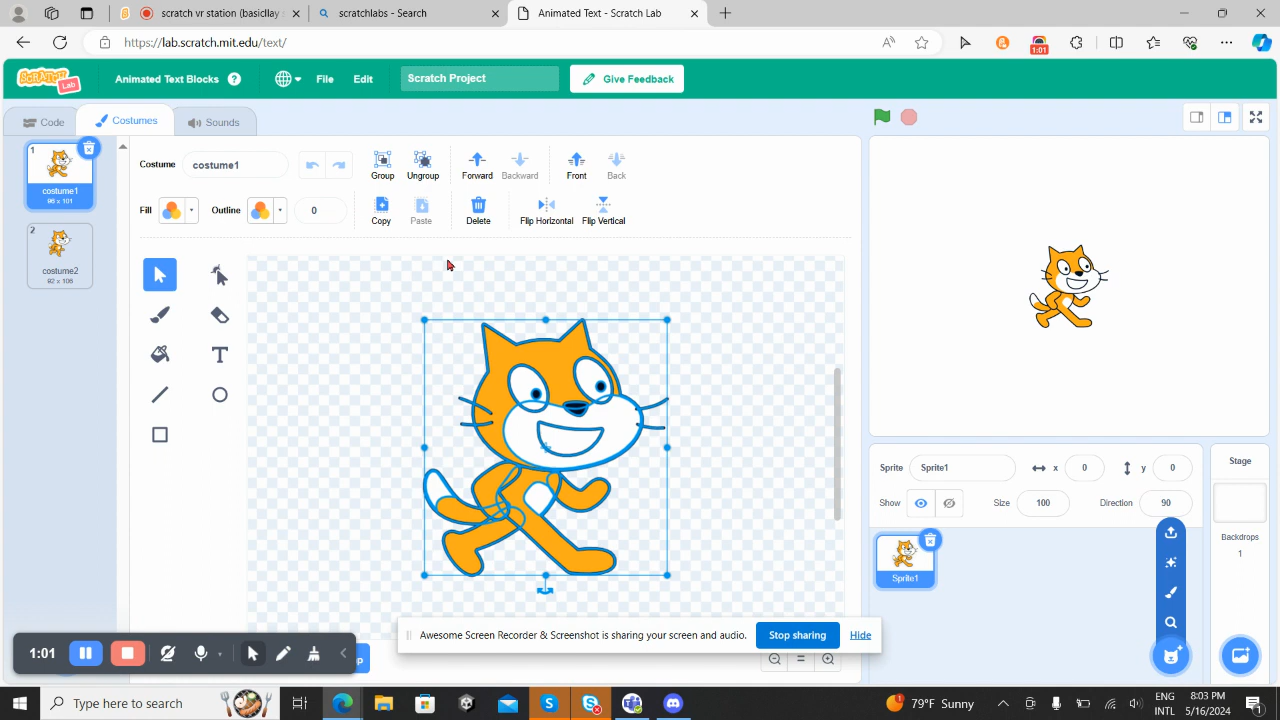 scratch vr station (basicllay
scratchlabs - Search
Animated Text - Scratch Lab
https://lab.scratch.mit.edu/text/
1:01
SCRATCH Lab
Animated Text Blocks
?
File
Edit
Scratch Project
Give Feedback
Code
Costumes
Sounds
1
costume1
96 x 101
2
costume2
92 x 106
Costume
costume1
Group
Ungroup
Forward
Backward
Front
Back
Fill
Outline
0
Copy
Paste
Delete
Flip Horizontal
Flip Vertical
T
Sprite
Sprite1
x
0
y
0
Show
Size
100
Direction
90
Sprite1
Stage
Backdrops
1
Awesome Screen Recorder & Screenshot is sharing your screen and audio.
Stop sharing
Hide
1:01
Type here to search
79°F Sunny
ENG
INTL
8:03 PM
5/16/2024